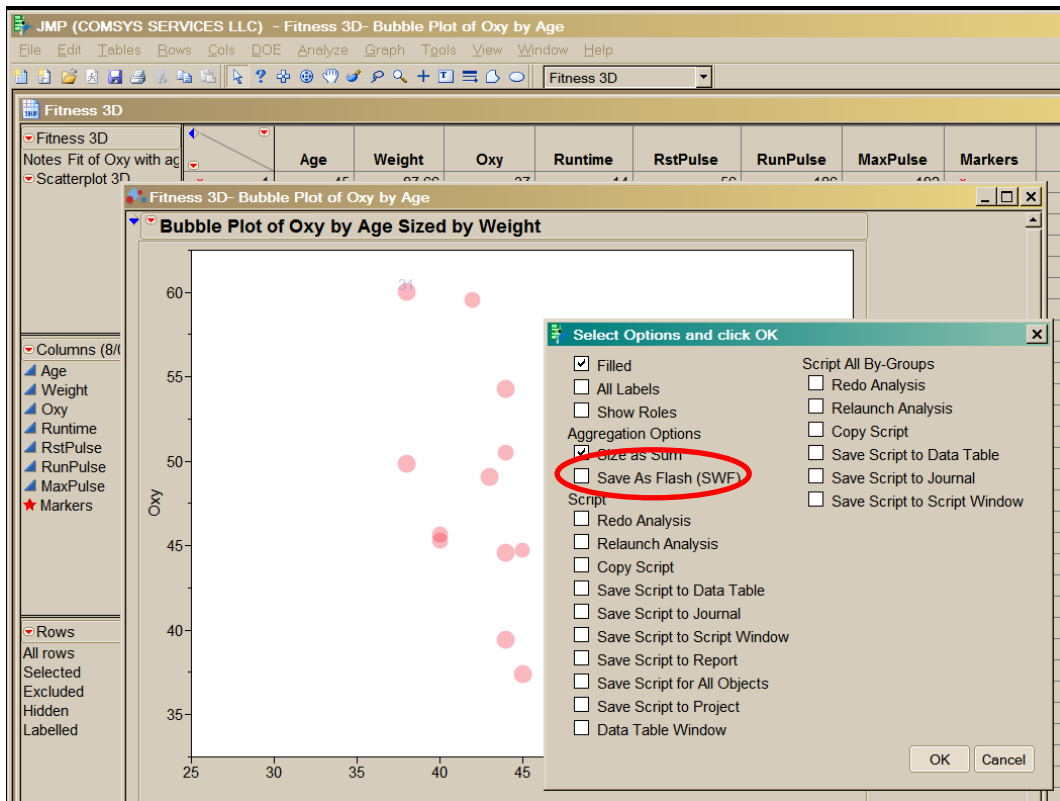 JMP (COMSYS SERVICES LLC) - Fitness 3D- Bubble Plot of Oxy by Age
File Edit Tables Rows Cols DOE Analyze Graph Tools View Window Help
Fitness 3D
Fitness 3D
Fitness 3D
Notes Fit of Oxy with ag
Scatterplot 3D
Age Weight Oxy Runtime RstPulse RunPulse MaxPulse Markers
Fitness 3D- Bubble Plot of Oxy by Age
Bubble Plot of Oxy by Age Sized by Weight
Columns (8/0
Age
Weight
Oxy
Runtime
RstPulse
RunPulse
MaxPulse
Markers
Rows
All rows
Selected
Excluded
Hidden
Labelled
31
60
55
50
45
40
35
Oxy
25 30 35 40 45
Select Options and click OK
Filled
All Labels
Show Roles
Aggregation Options
Size as Sum
Save As Flash (SWF)
Script
Redo Analysis
Relaunch Analysis
Copy Script
Save Script to Data Table
Save Script to Journal
Save Script to Script Window
Save Script to Report
Save Script for All Objects
Save Script to Project
Data Table Window
Script All By-Groups
Redo Analysis
Relaunch Analysis
Copy Script
Save Script to Data Table
Save Script to Journal
Save Script to Script Window
OK Cancel